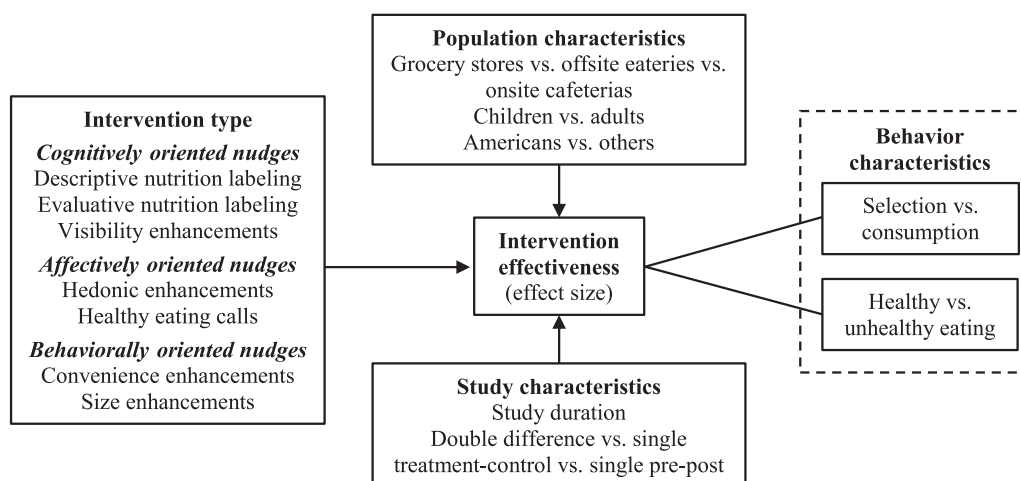 Intervention type
Cognitively oriented nudges
Descriptive nutrition labeling
Evaluative nutrition labeling
Visibility enhancements
Affectively oriented nudges
Hedonic enhancements
Healthy eating calls
Behaviorally oriented nudges
Convenience enhancements
Size enhancements
Population characteristics
Grocery stores vs. offsite eateries vs.
onsite cafeterias
Children vs. adults
Americans vs. others
Intervention
effectiveness
(effect size)
Study characteristics
Study duration
Double difference vs. single
treatment-control vs. single pre-post
Behavior
characteristics
Selection vs.
consumption
Healthy vs.
unhealthy eating